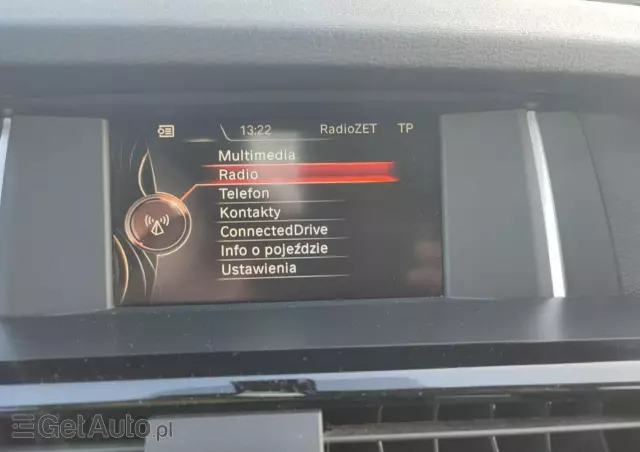 13:22 RadioZET TP
Multimedia
Radio
Telefon
Kontakty
ConnectedDrive
Info o pojeździe
Ustawienia
GetAuto.pl